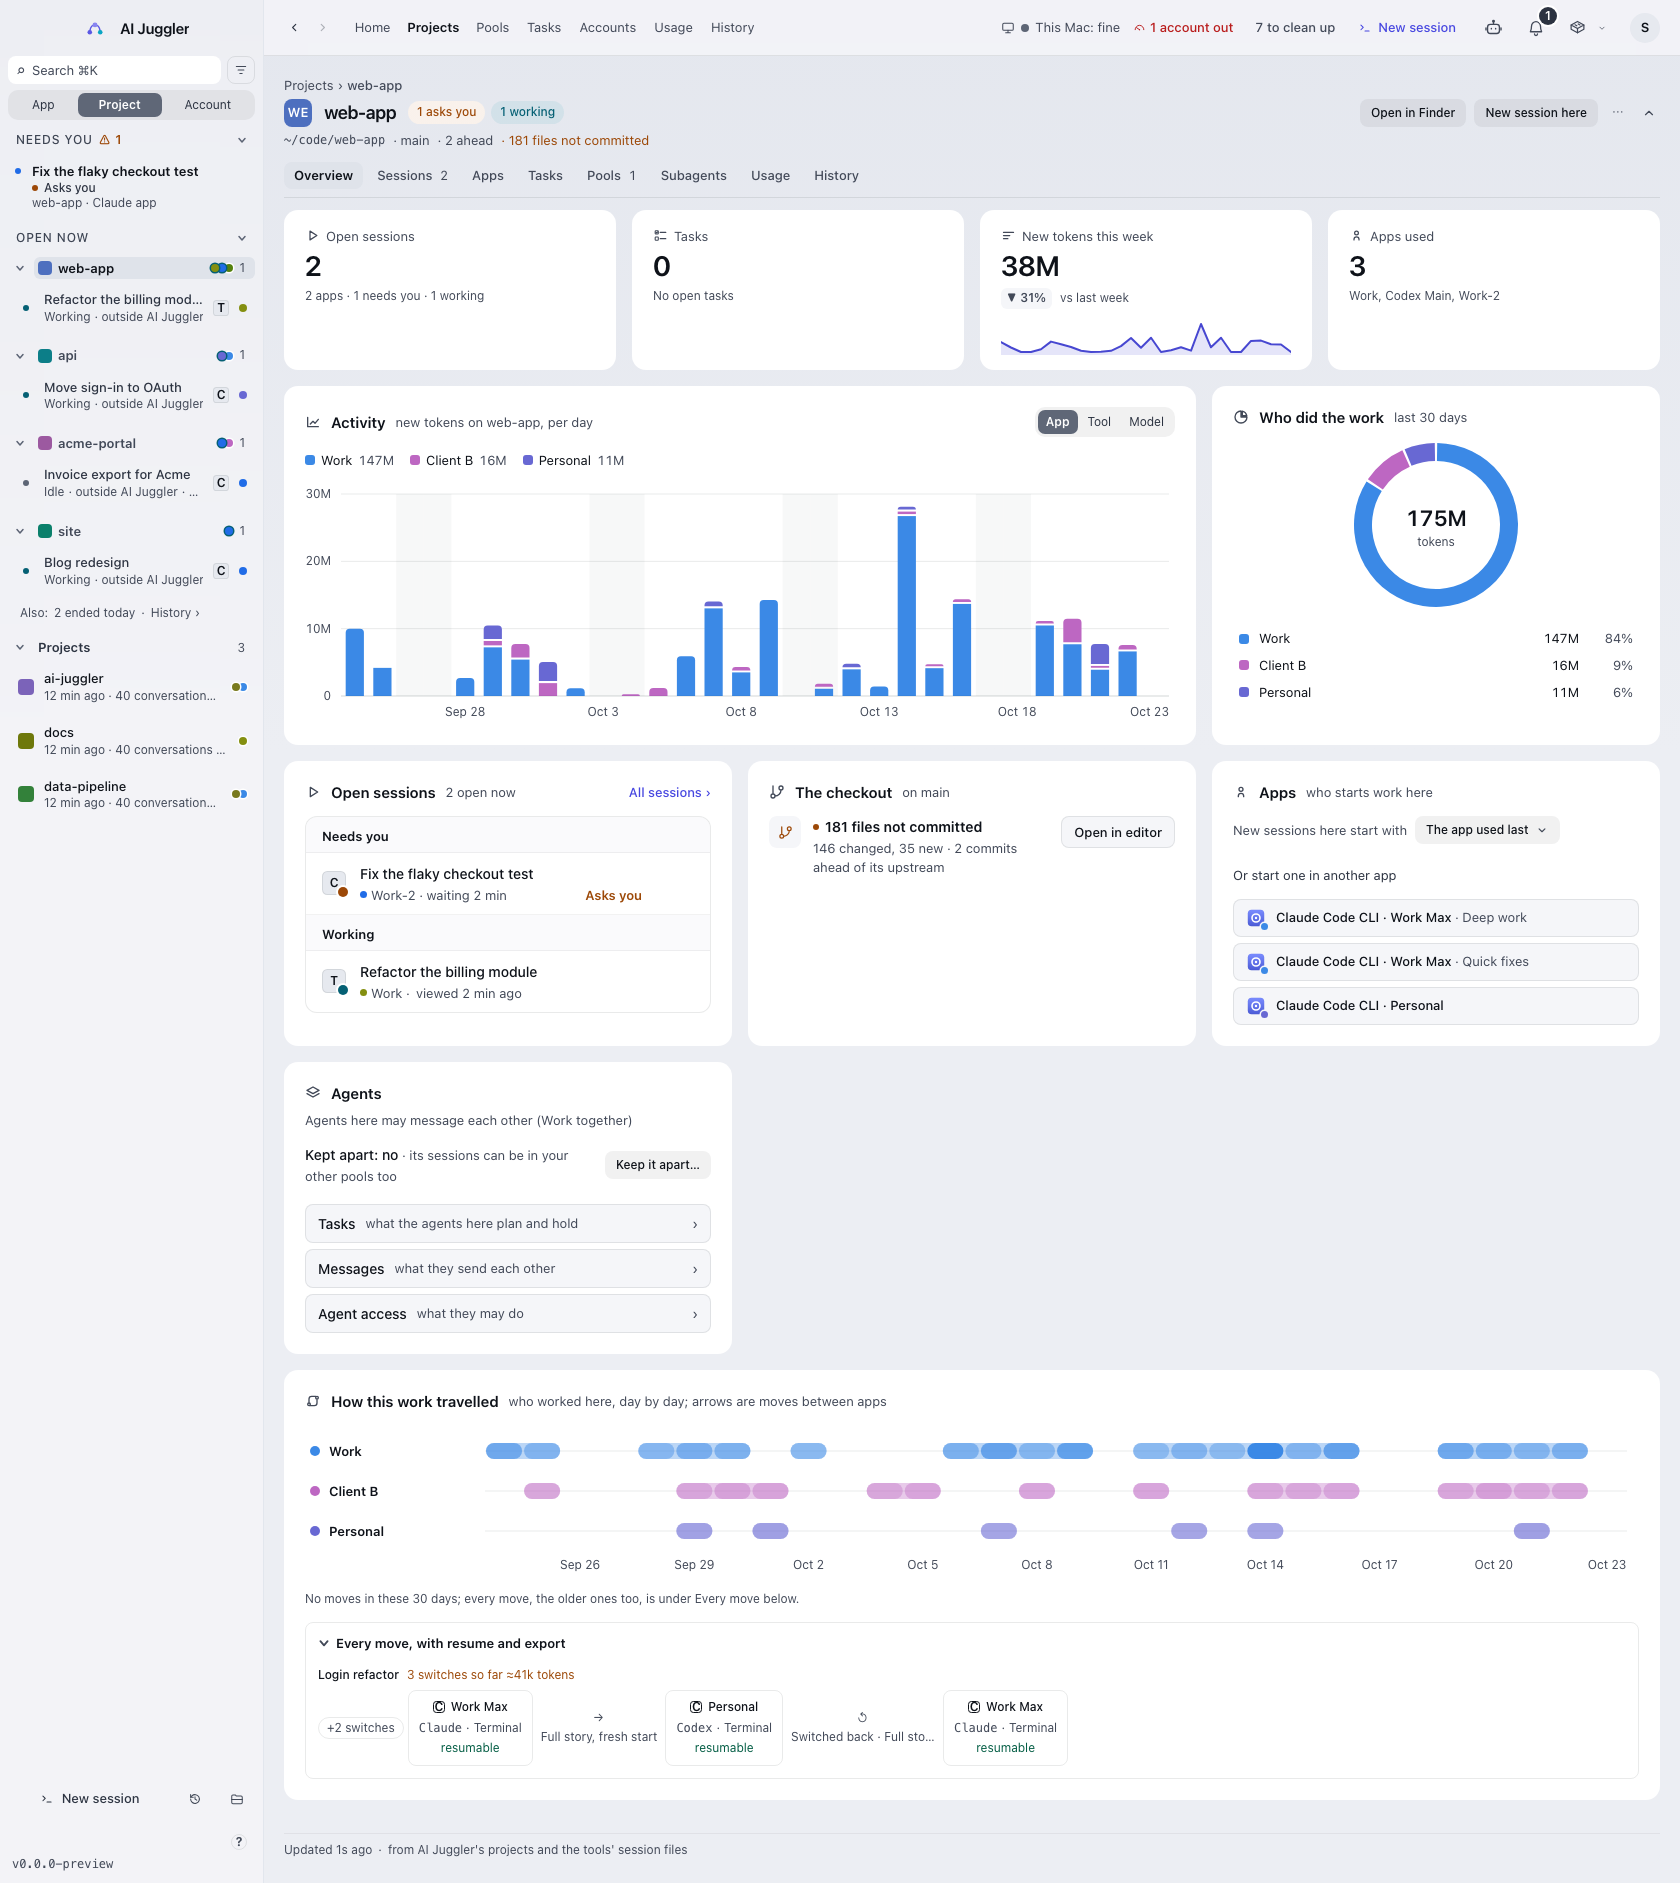 AI Juggler
Search ⌘K
App Project Account
NEEDS YOU 1
Fix the flaky checkout test
Asks you
web-app · Claude app
OPEN NOW
web-app 1
Refactor the billing mod... T
Working · outside AI Juggler
api 1
Move sign-in to OAuth C
Working · outside AI Juggler
acme-portal 1
Invoice export for Acme C
Idle · outside AI Juggler · ...
site 1
Blog redesign C
Working · outside AI Juggler
Also: 2 ended today · History ›
Projects 3
ai-juggler
12 min ago · 40 conversation...
docs
12 min ago · 40 conversations ...
data-pipeline
12 min ago · 40 conversation...
New session
?
v0.0.0-preview
‹ › Home Projects Pools Tasks Accounts Usage History
This Mac: fine 1 account out 7 to clean up New session 1 S
Projects › web-app
WE web-app 1 asks you 1 working
Open in Finder New session here ...
~/code/web-app · main · 2 ahead · 181 files not committed
Overview Sessions 2 Apps Tasks Pools 1 Subagents Usage History
Open sessions
2
2 apps · 1 needs you · 1 working
Tasks
0
No open tasks
New tokens this week
38M
▼ 31% vs last week
Apps used
3
Work, Codex Main, Work-2
Activity new tokens on web-app, per day
App Tool Model
Work 147M Client B 16M Personal 11M
30M
20M
10M
0
Sep 28 Oct 3 Oct 8 Oct 13 Oct 18 Oct 23
Who did the work last 30 days
175M
tokens
Work 147M 84%
Client B 16M 9%
Personal 11M 6%
Open sessions 2 open now All sessions ›
Needs you
C Fix the flaky checkout test
Work-2 · waiting 2 min Asks you
Working
T Refactor the billing module
Work · viewed 2 min ago
The checkout on main
181 files not committed
146 changed, 35 new · 2 commits
ahead of its upstream
Open in editor
Apps who starts work here
New sessions here start with The app used last
Or start one in another app
Claude Code CLI · Work Max · Deep work
Claude Code CLI · Work Max · Quick fixes
Claude Code CLI · Personal
Agents
Agents here may message each other (Work together)
Kept apart: no · its sessions can be in your
other pools too
Keep it apart...
Tasks what the agents here plan and hold ›
Messages what they send each other ›
Agent access what they may do ›
How this work travelled who worked here, day by day; arrows are moves between apps
Work
Client B
Personal
Sep 26 Sep 29 Oct 2 Oct 5 Oct 8 Oct 11 Oct 14 Oct 17 Oct 20 Oct 23
No moves in these 30 days; every move, the older ones too, is under Every move below.
Every move, with resume and export
Login refactor 3 switches so far ≈41k tokens
+2 switches
C Work Max
Claude · Terminal
resumable
→
Full story, fresh start
C Personal
Codex · Terminal
resumable
Switched back · Full sto...
C Work Max
Claude · Terminal
resumable
Updated 1s ago · from AI Juggler's projects and the tools' session files